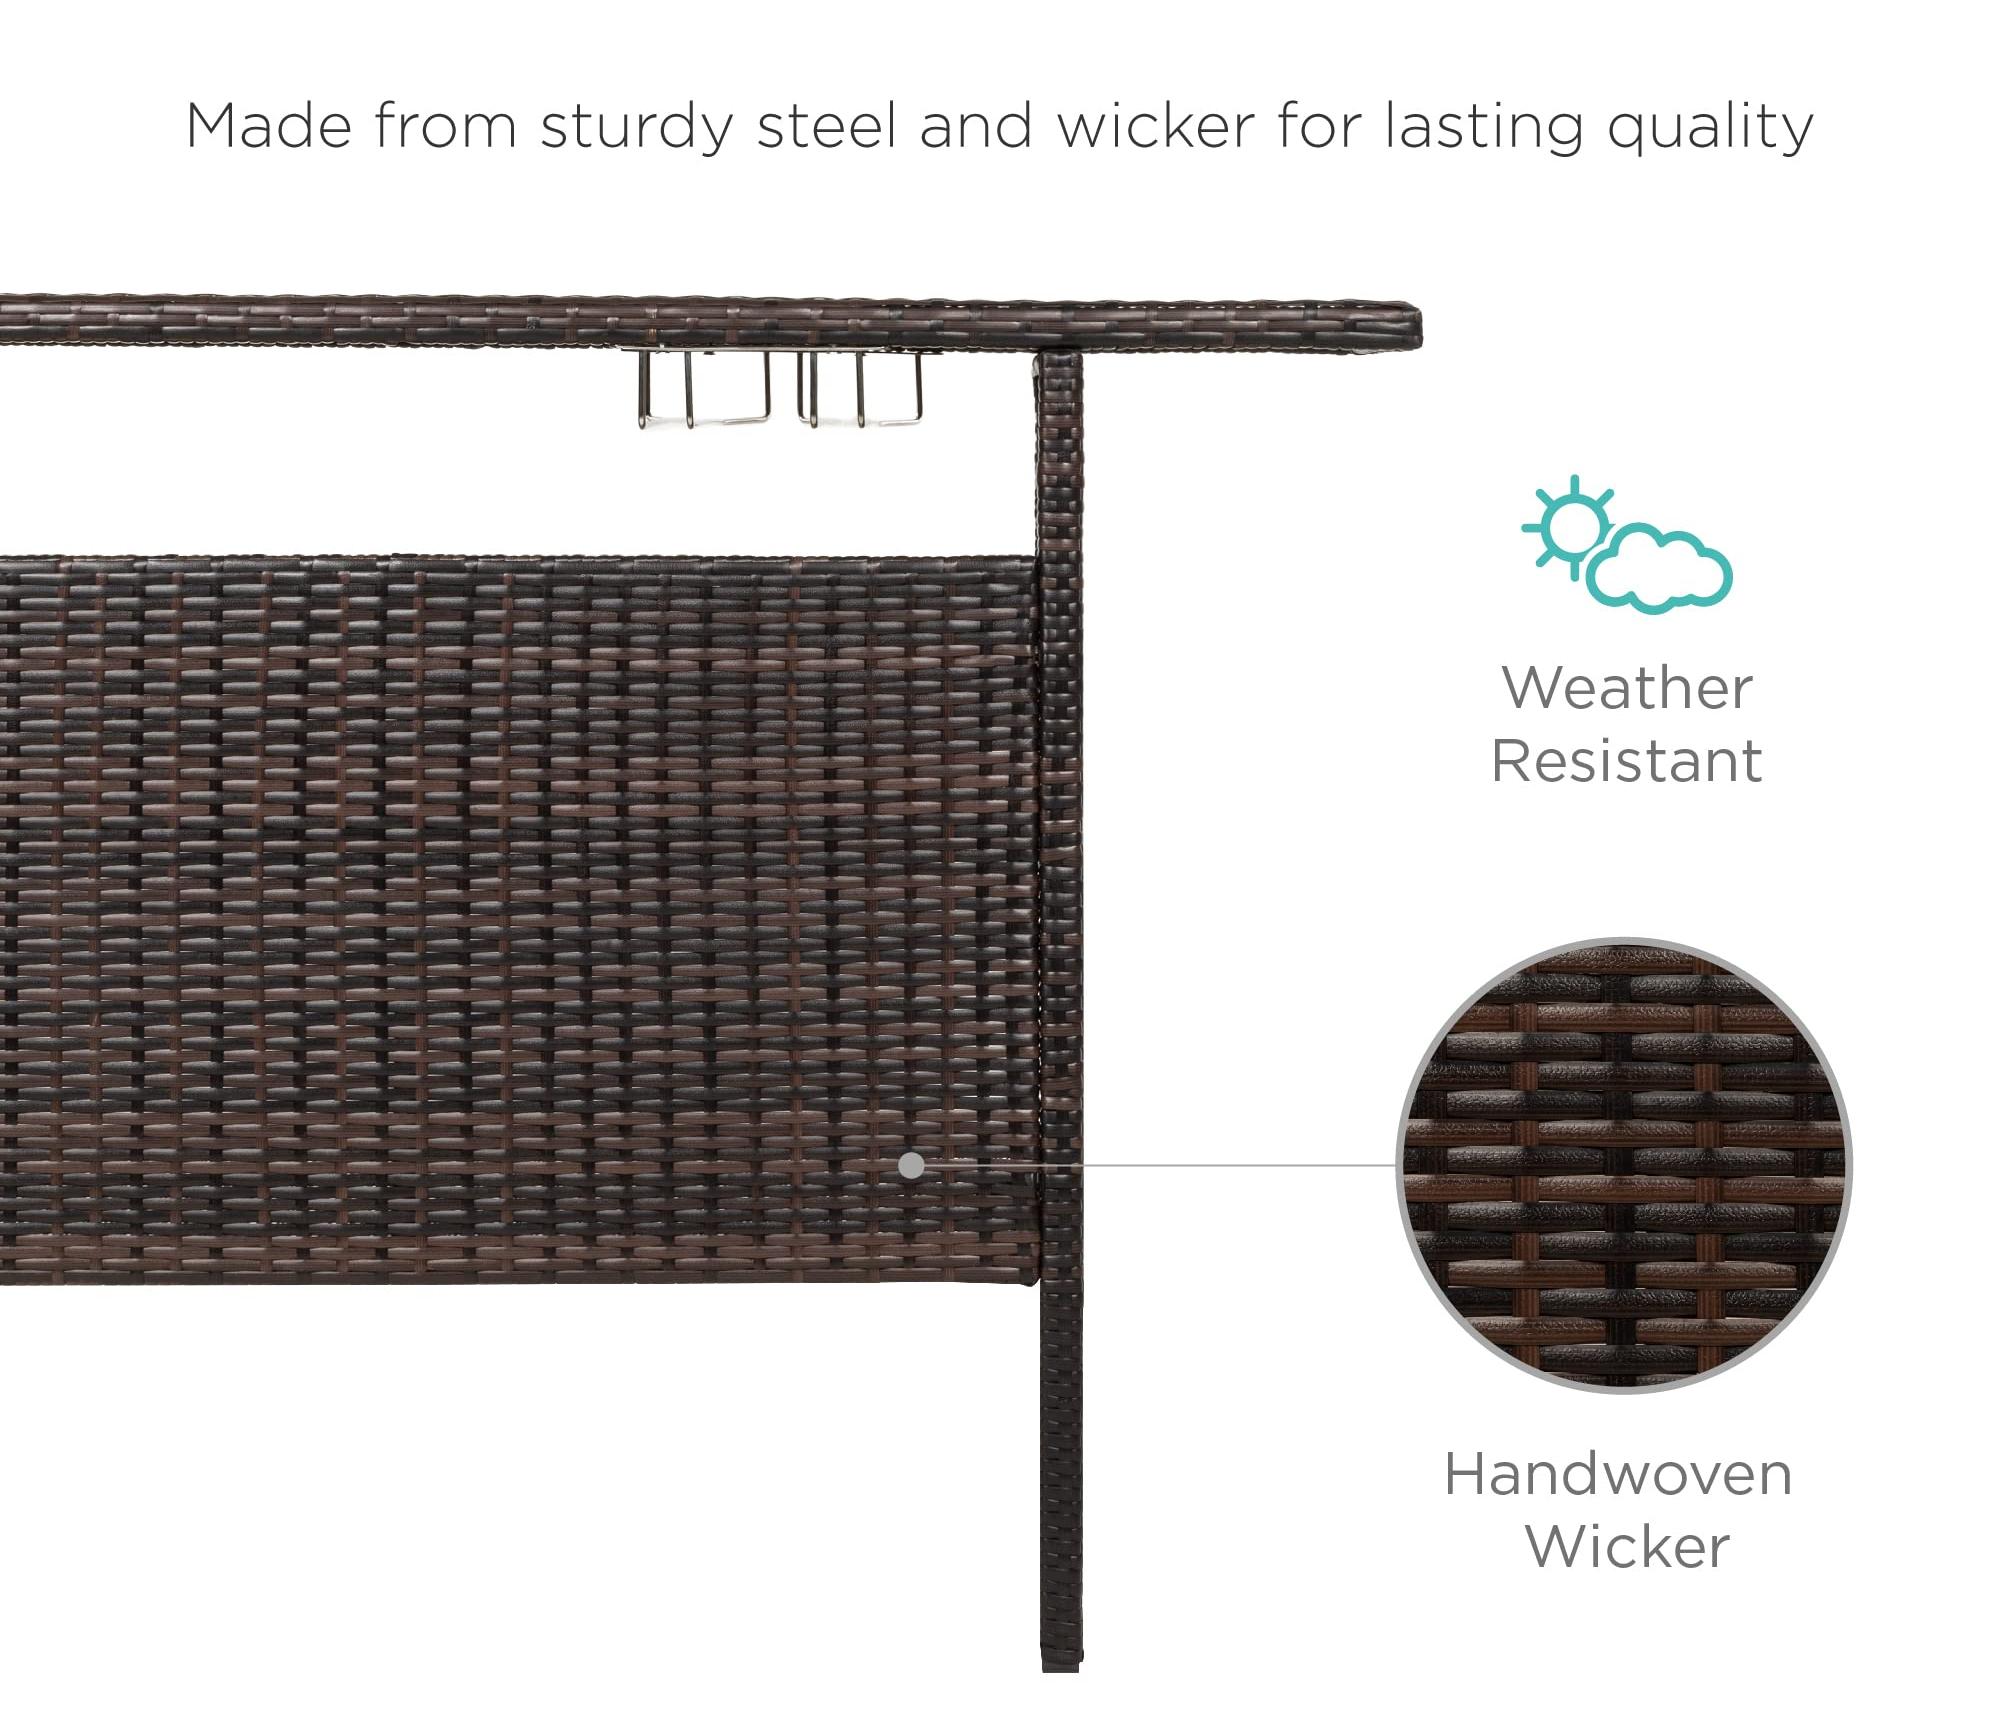 Made from sturdy steel and wicker for lasting quality
Weather
Resistant
Handwoven
Wicker